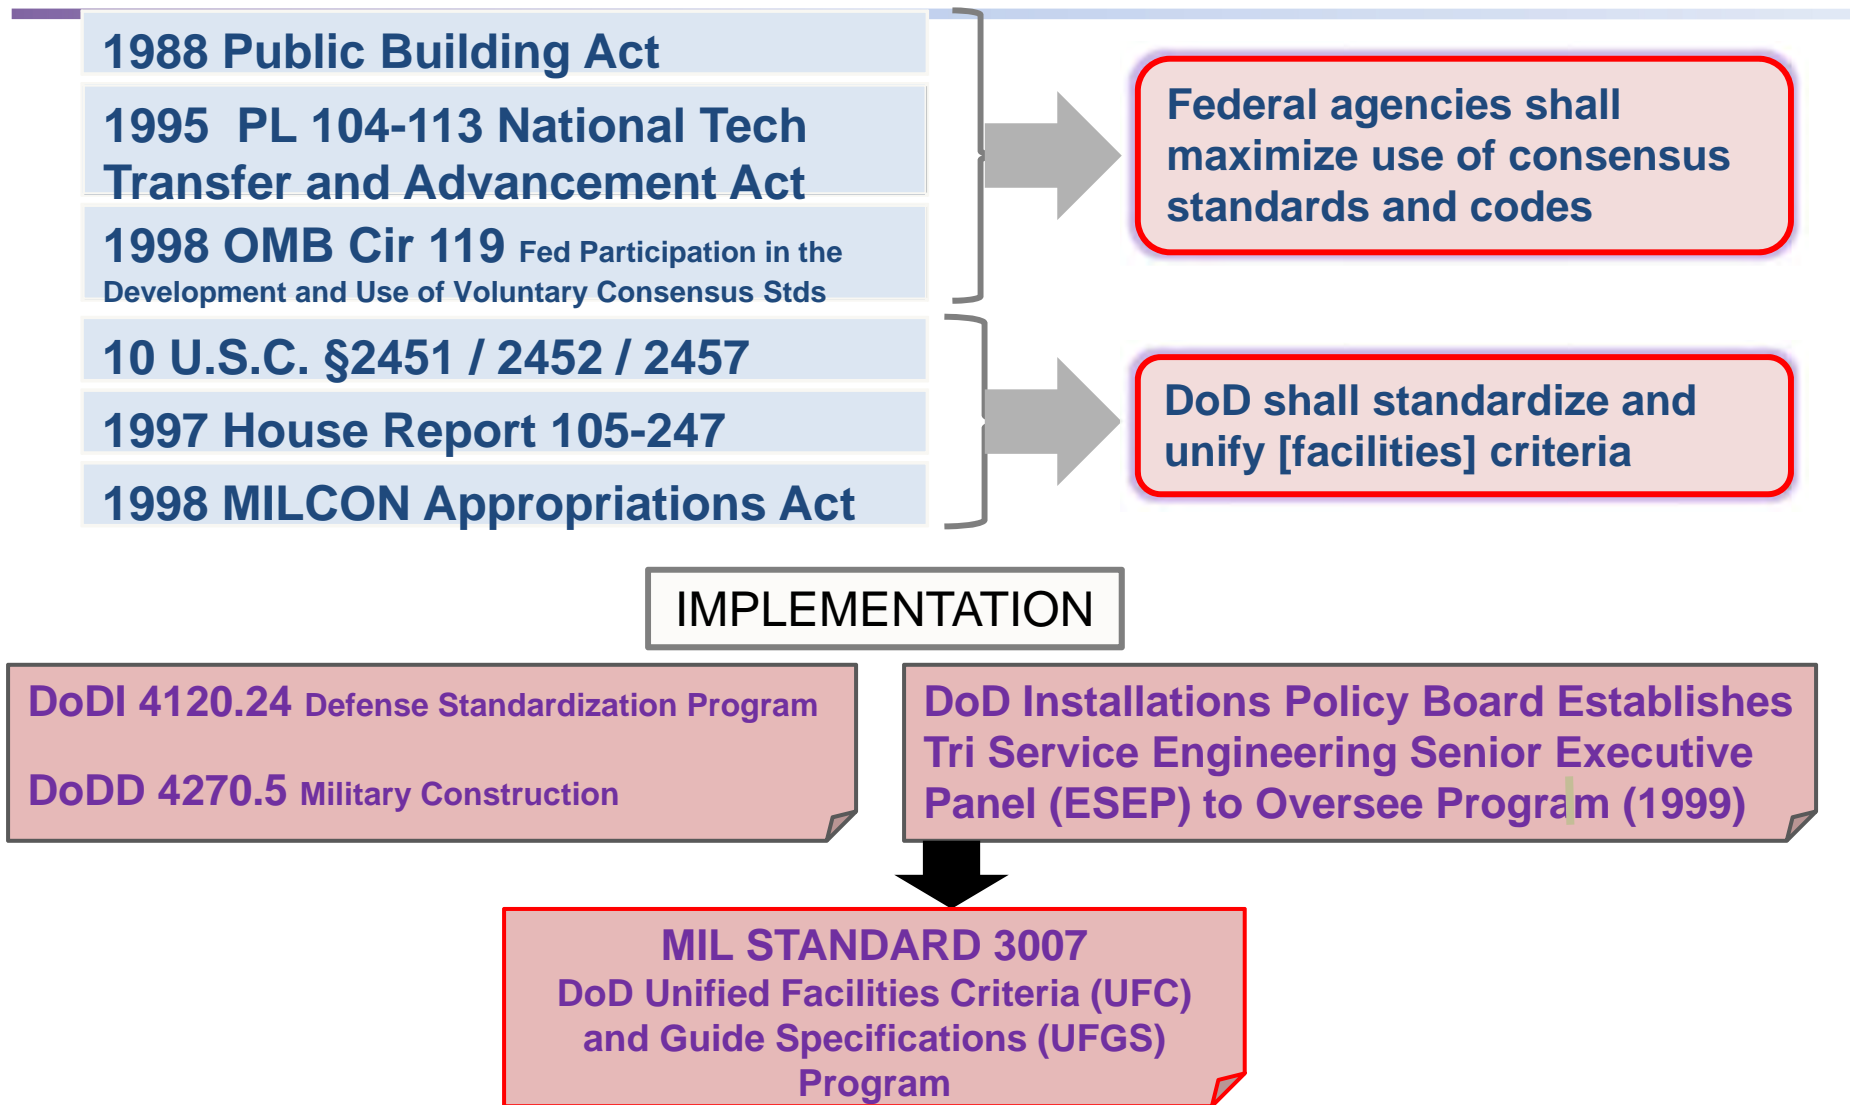 1988 Public Building Act
1995 PL 104-113 National Tech
Transfer and Advancement Act
1998 OMB Cir 119 Fed Participation in the
Development and Use of Voluntary Consensus Stds
Federal agencies shall
maximize use of consensus
standards and codes
10 U.S.C. §2451 / 2452 / 2457
1997 House Report 105-247
1998 MILCON Appropriations Act
DoD shall standardize and
unify [facilities] criteria
IMPLEMENTATION
DoDI 4120.24 Defense Standardization Program
DoDD 4270.5 Military Construction
DoD Installations Policy Board Establishes
Tri Service Engineering Senior Executive
Panel (ESEP) to Oversee Program (1999)
MIL STANDARD 3007
DoD Unified Facilities Criteria (UFC)
and Guide Specifications (UFGS)
Program